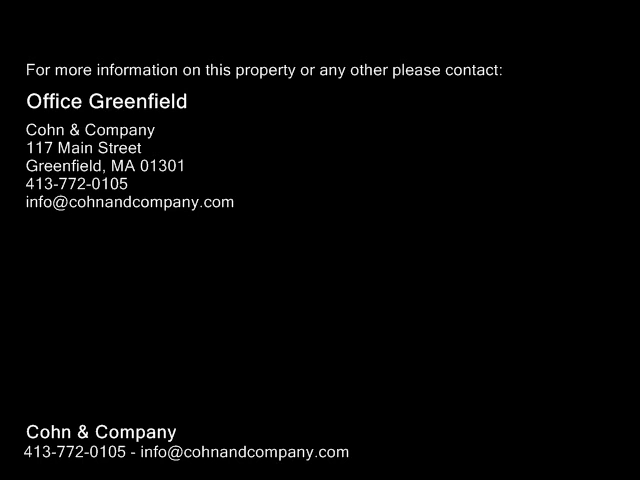 For more information on this property or any other please contact:
Office Greenfield
Cohn & Company
117 Main Street
Greenfield, MA 01301
413-772-0105
info@cohnandcompany.com
Cohn & Company
413-772-0105 - info@cohnandcompany.com